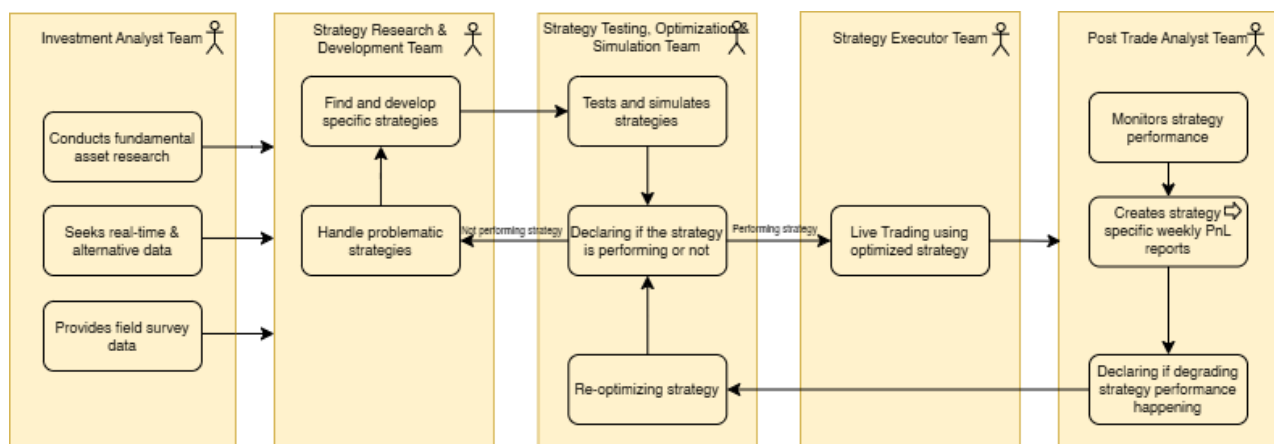 Investment Analyst Team
Strategy Research &
Development Team
Strategy Testing, Optimization &
Simulation Team
Strategy Executor Team
Post Trade Analyst Team
Conducts fundamental
asset research
Seeks real-time &
alternative data
Provides field survey
data
Find and develop
specific strategies
Handle problematic
strategies
Not performing strategy
Tests and simulates
strategies
Declaring if the strategy
is performing or not
Re-optimizing strategy
Performing strategy
Live Trading using
optimized strategy
Monitors strategy
performance
Creates strategy
specific weekly PnL
reports
Declaring if degrading
strategy performance
happening